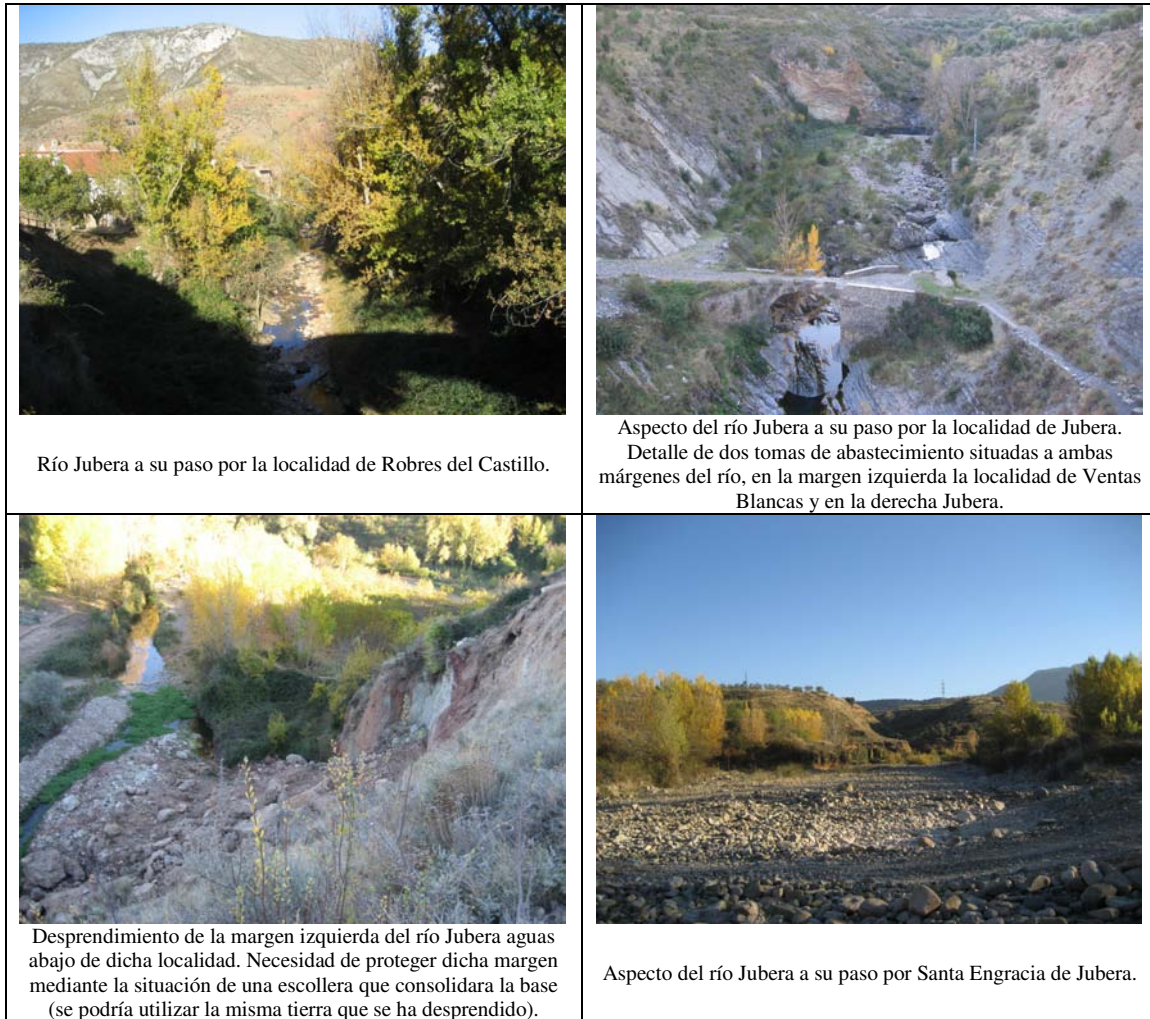 Río Jubera a su paso por la localidad de Robres del Castillo.
Aspecto del río Jubera a su paso por la localidad de Jubera.
Detalle de dos tomas de abastecimiento situadas a ambas
márgenes del río, en la margen izquierda la localidad de Ventas
Blancas y en la derecha Jubera.
Desprendimiento de la margen izquierda del río Jubera aguas
abajo de dicha localidad. Necesidad de proteger dicha margen
mediante la situación de una escollera que consolidara la base
(se podría utilizar la misma tierra que se ha desprendido).
Aspecto del río Jubera a su paso por Santa Engracia de Jubera.